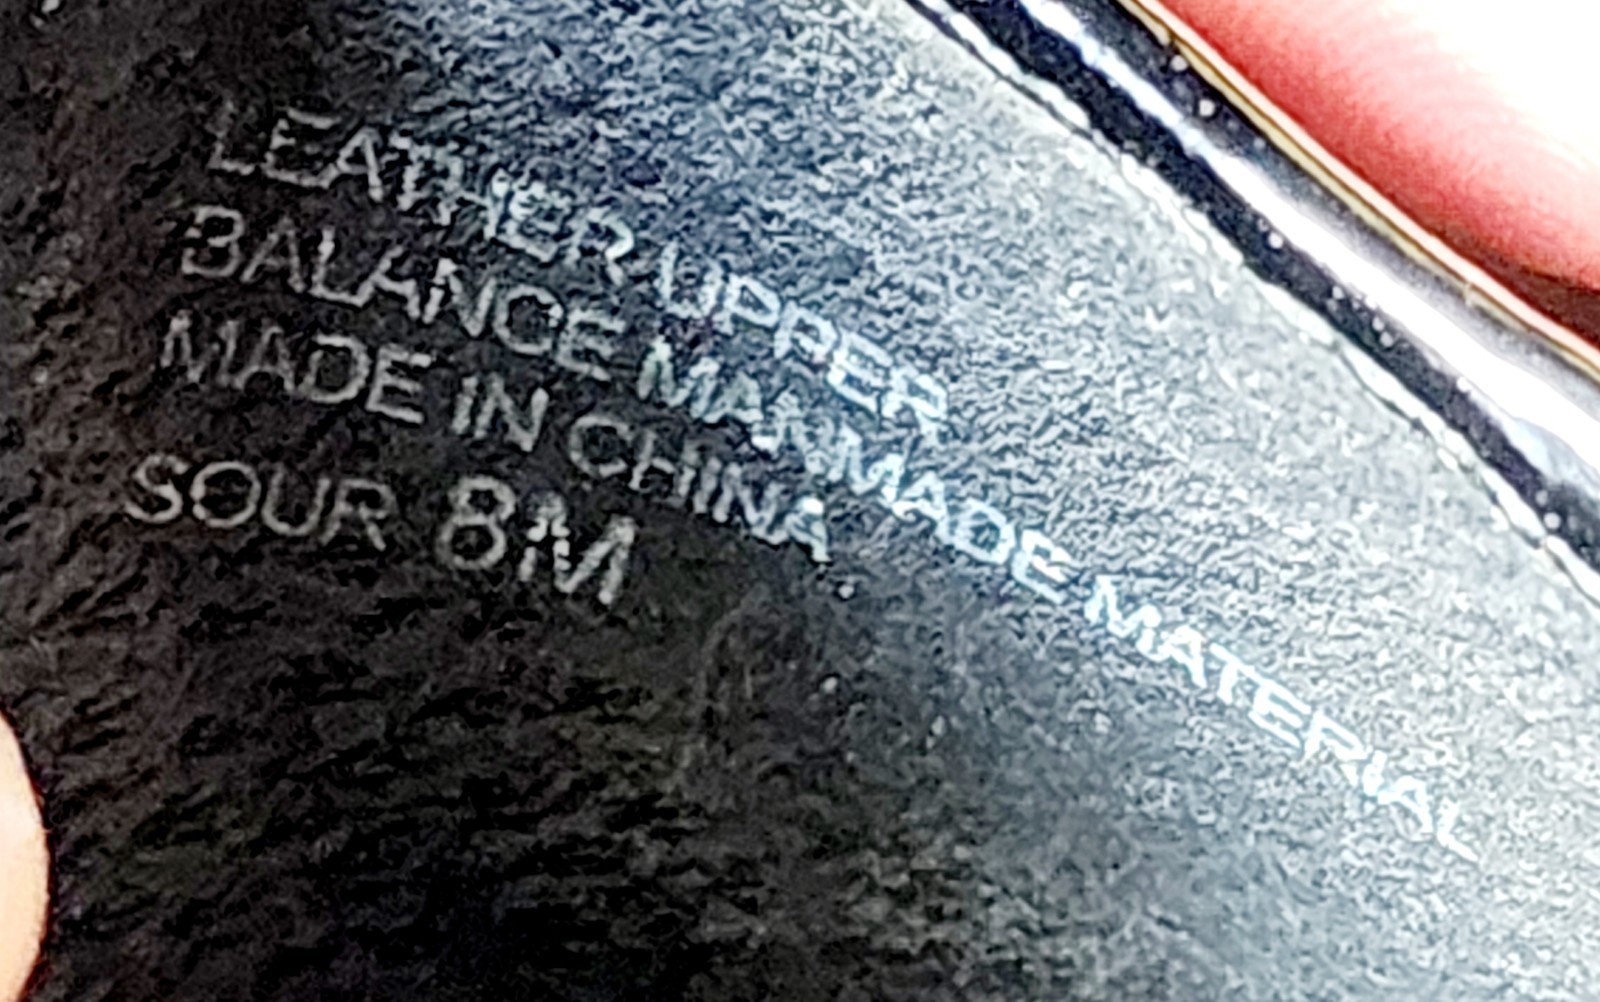 LEATHER UPPER
BALANCE MANMADE MATERIAL
MADE IN CHINA
SOUR 8M